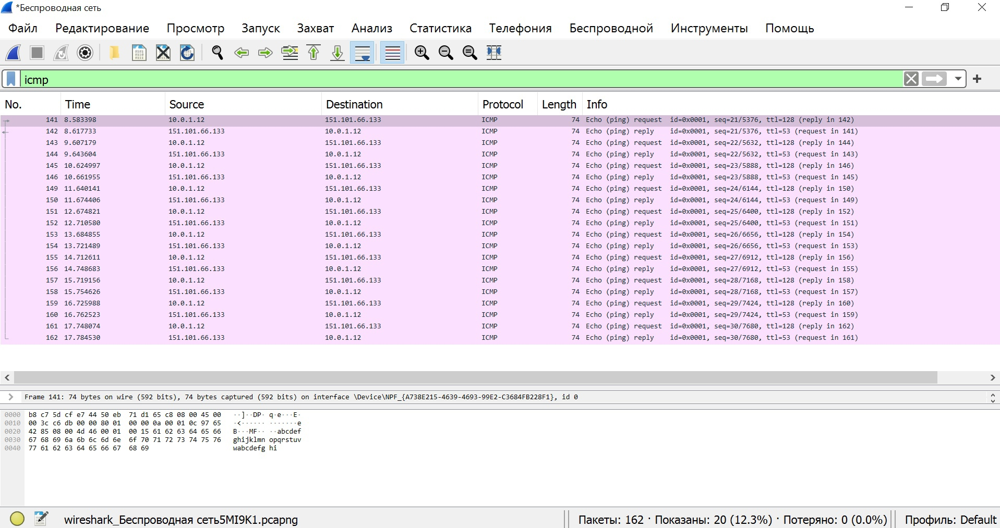 *Беспроводная сеть
Файл Редактирование Просмотр Запуск Захват Анализ Статистика Телефония Беспроводной Инструменты Помощь
icmp
No. Time Source Destination Protocol Length Info
141 8.583398 10.0.1.12 151.101.66.133 ICMP 74 Echo (ping) request id=0x0001, seq=21/5376, ttl=128 (reply in 142)
142 8.617733 151.101.66.133 10.0.1.12 ICMP 74 Echo (ping) reply id=0x0001, seq=21/5376, ttl=53 (request in 141)
143 9.607179 10.0.1.12 151.101.66.133 ICMP 74 Echo (ping) request id=0x0001, seq=22/5632, ttl=128 (reply in 144)
144 9.643604 151.101.66.133 10.0.1.12 ICMP 74 Echo (ping) reply id=0x0001, seq=22/5632, ttl=53 (request in 143)
145 10.624997 10.0.1.12 151.101.66.133 ICMP 74 Echo (ping) request id=0x0001, seq=23/5888, ttl=128 (reply in 146)
146 10.661955 151.101.66.133 10.0.1.12 ICMP 74 Echo (ping) reply id=0x0001, seq=23/5888, ttl=53 (request in 145)
149 11.640141 10.0.1.12 151.101.66.133 ICMP 74 Echo (ping) request id=0x0001, seq=24/6144, ttl=128 (reply in 150)
150 11.674406 151.101.66.133 10.0.1.12 ICMP 74 Echo (ping) reply id=0x0001, seq=24/6144, ttl=53 (request in 149)
151 12.674821 10.0.1.12 151.101.66.133 ICMP 74 Echo (ping) request id=0x0001, seq=25/6400, ttl=128 (reply in 152)
152 12.710580 151.101.66.133 10.0.1.12 ICMP 74 Echo (ping) reply id=0x0001, seq=25/6400, ttl=53 (request in 151)
153 13.684855 10.0.1.12 151.101.66.133 ICMP 74 Echo (ping) request id=0x0001, seq=26/6656, ttl=128 (reply in 154)
154 13.721489 151.101.66.133 10.0.1.12 ICMP 74 Echo (ping) reply id=0x0001, seq=26/6656, ttl=53 (request in 153)
155 14.712611 10.0.1.12 151.101.66.133 ICMP 74 Echo (ping) request id=0x0001, seq=27/6912, ttl=128 (reply in 156)
156 14.748683 151.101.66.133 10.0.1.12 ICMP 74 Echo (ping) reply id=0x0001, seq=27/6912, ttl=53 (request in 155)
157 15.719156 10.0.1.12 151.101.66.133 ICMP 74 Echo (ping) request id=0x0001, seq=28/7168, ttl=128 (reply in 158)
158 15.754626 151.101.66.133 10.0.1.12 ICMP 74 Echo (ping) reply id=0x0001, seq=28/7168, ttl=53 (request in 157)
159 16.725988 10.0.1.12 151.101.66.133 ICMP 74 Echo (ping) request id=0x0001, seq=29/7424, ttl=128 (reply in 160)
160 16.762523 151.101.66.133 10.0.1.12 ICMP 74 Echo (ping) reply id=0x0001, seq=29/7424, ttl=53 (request in 159)
161 17.748074 10.0.1.12 151.101.66.133 ICMP 74 Echo (ping) request id=0x0001, seq=30/7680, ttl=128 (reply in 162)
162 17.784530 151.101.66.133 10.0.1.12 ICMP 74 Echo (ping) reply id=0x0001, seq=30/7680, ttl=53 (request in 161)
Frame 141: 74 bytes on wire (592 bits), 74 bytes captured (592 bits) on interface \Device\NPF_{A738E215-4639-4693-99E2-C3684FB228F1}, id 0
0000 b8 c7 5d cf e7 44 50 eb 71 d1 65 c8 08 00 45 00 ··]··DP· q·e···E·
0010 00 3c c6 db 00 00 80 01 00 00 0a 00 01 0c 97 65 ·<······ ·······e
0020 42 85 08 00 4d 46 00 01 00 15 61 62 63 64 65 66 B···MF·· ··abcdef
0030 67 68 69 6a 6b 6c 6d 6e 6f 70 71 72 73 74 75 76 ghijklmn opqrstuv
0040 77 61 62 63 64 65 66 67 68 69 wabcdefg hi
wireshark_Беспроводная сеть5MI9K1.pcapng Пакеты: 162 · Показаны: 20 (12.3%) · Потеряно: 0 (0.0%) Профиль: Default